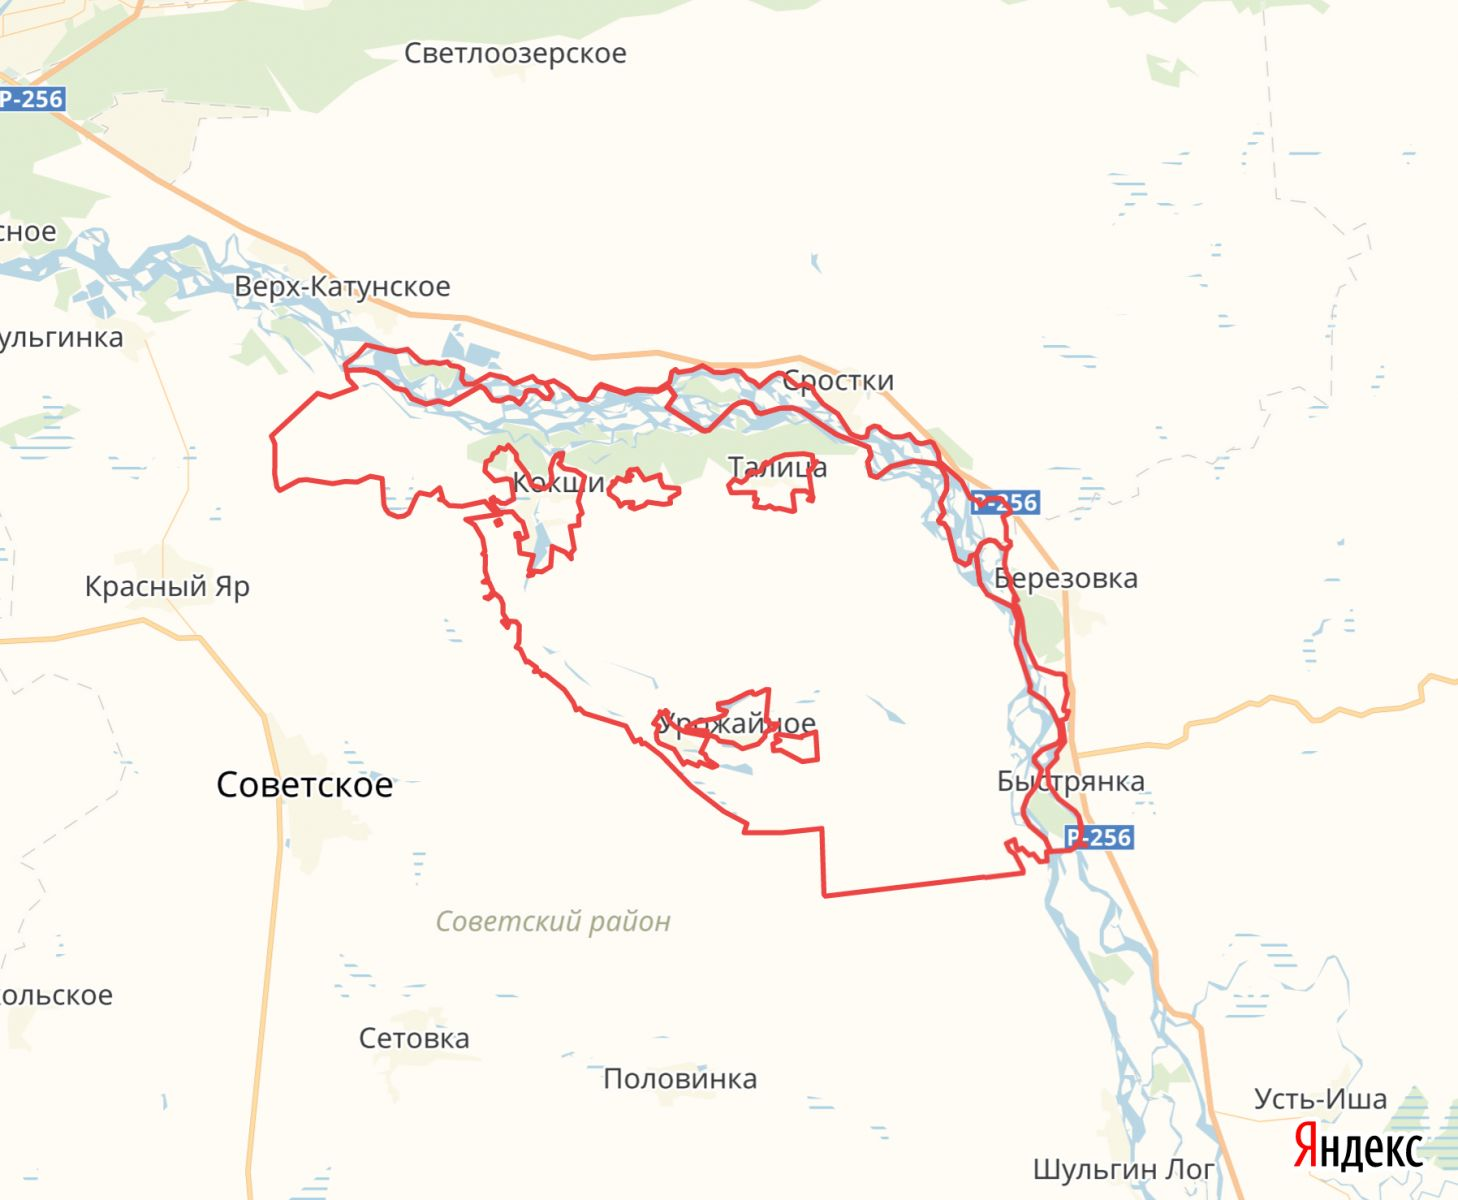 Светлоозерское
Р-256
сное
Верх-Катунское
ульгинка
Сростки
Талица
Кокши
Р-256
Красный Яр
Березовка
Урожайное
Советское
Быстрянка
Р-256
Советский район
кольское
Сетовка
Половинка
Усть-Иша
Яндекс
Шульгин Лог